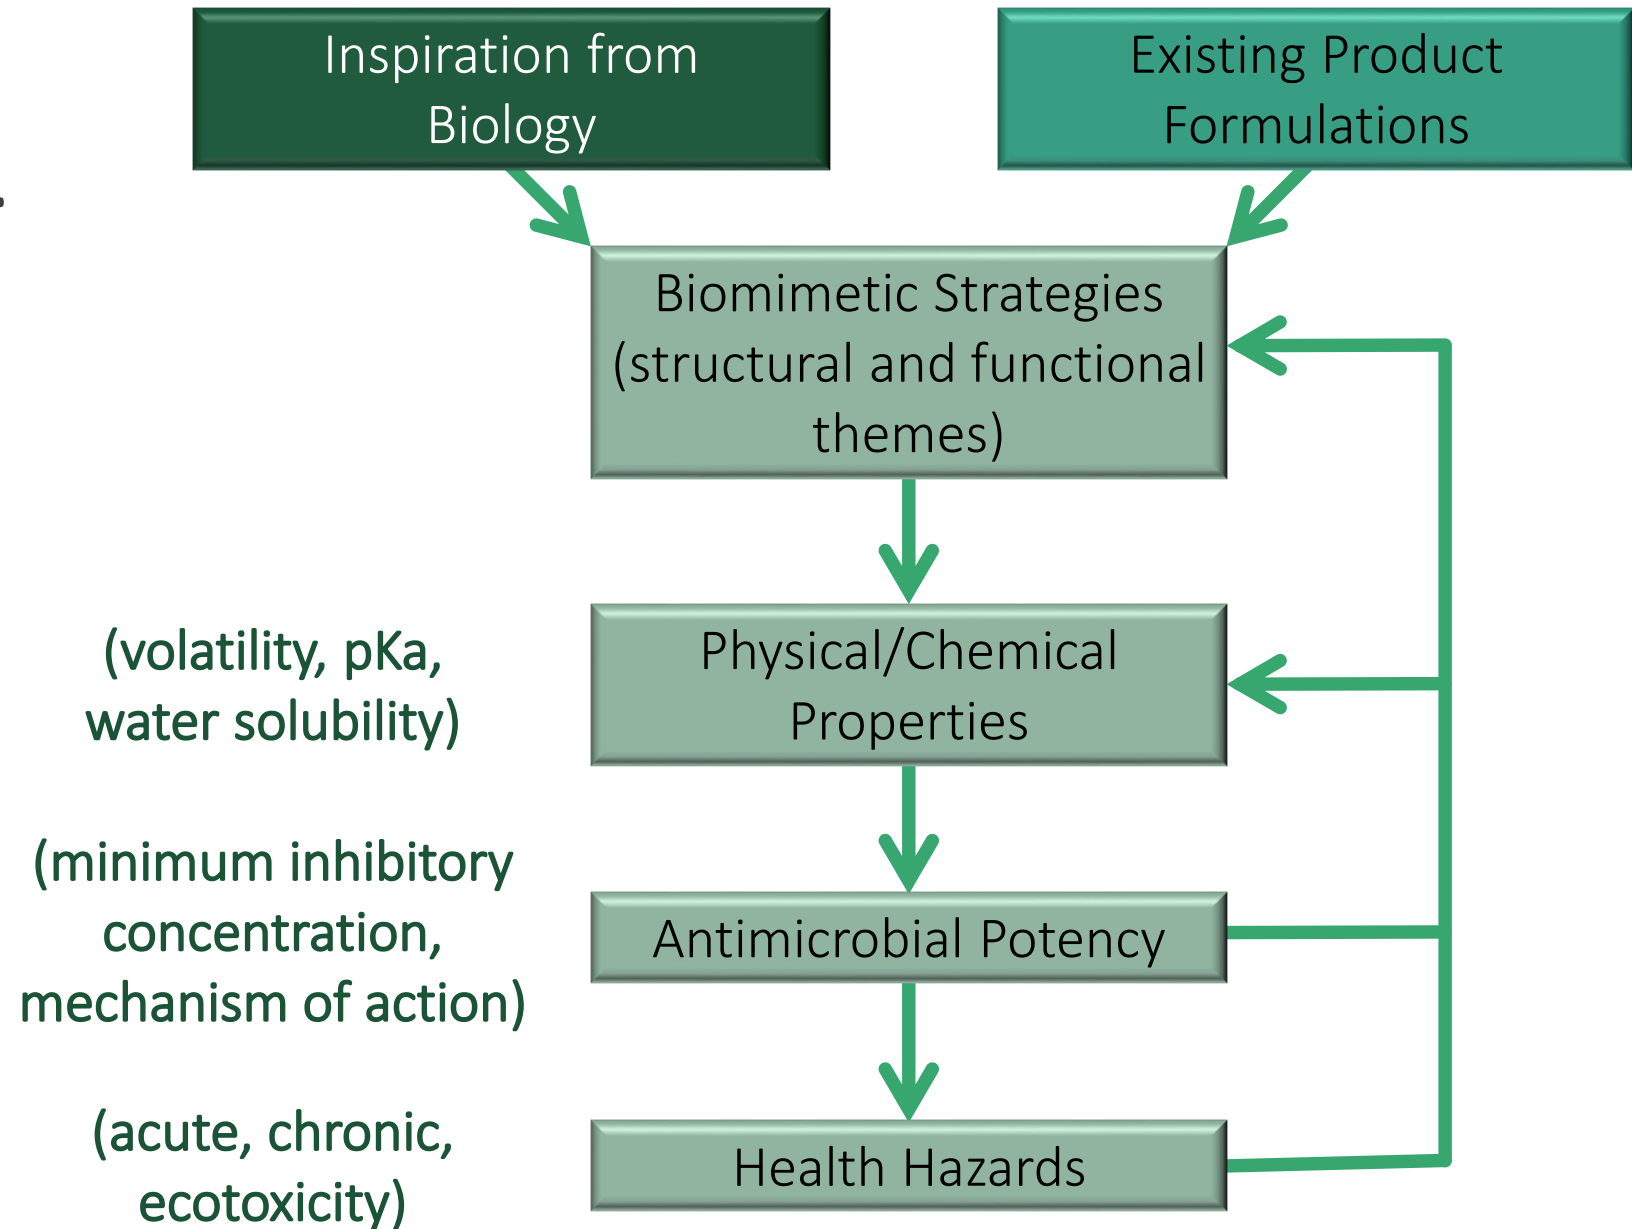 Inspiration from
Biology
Existing Product
Formulations
Biomimetic Strategies
(structural and functional
themes)
(volatility, pKa,
water solubility)
Physical/Chemical
Properties
(minimum inhibitory
concentration,
mechanism of action)
Antimicrobial Potency
(acute, chronic,
ecotoxicity)
Health Hazards